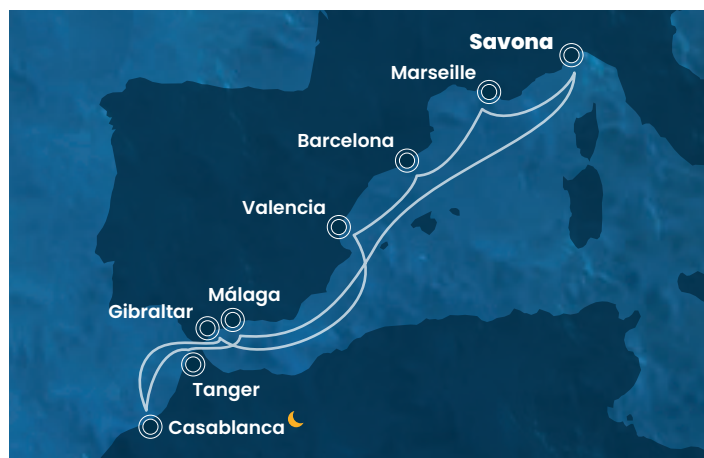 Savona
Marseille
Barcelona
Valencia
Málaga
Gibraltar
Tanger
Casablanca